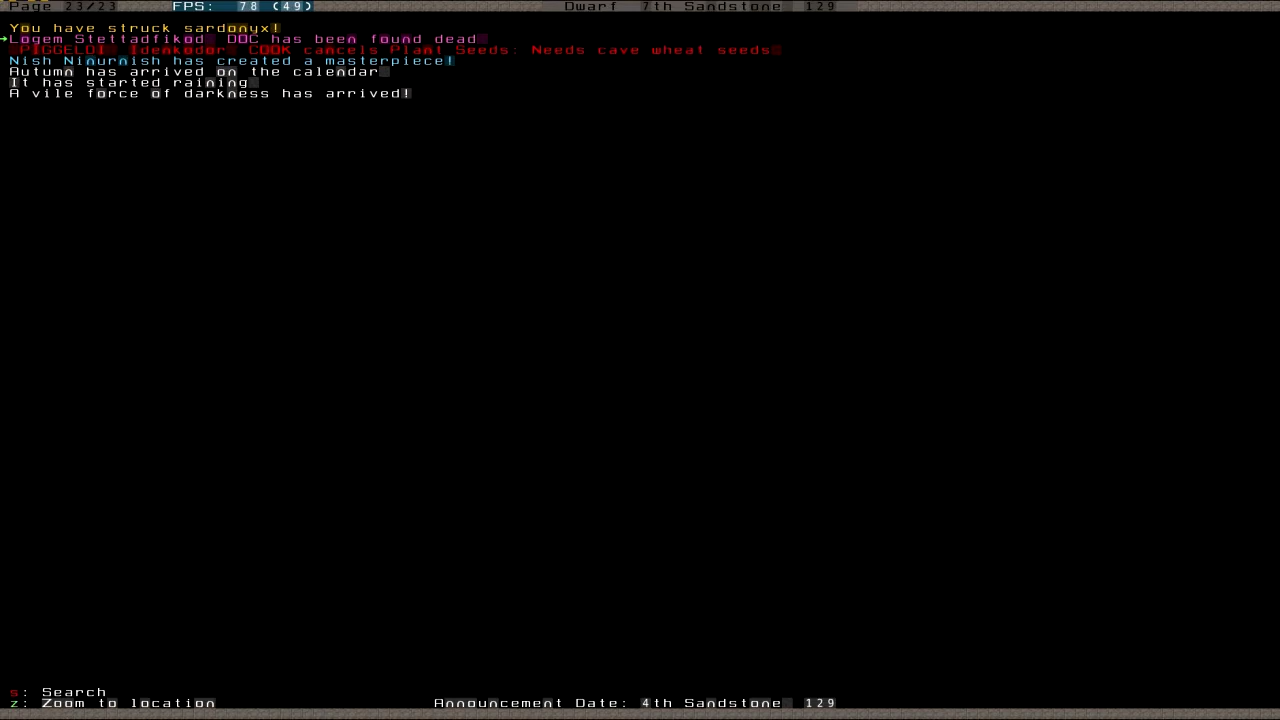 Page 23/23 FPS: 78 (49) Dwarf 7th Sandstone 129
You have struck sardonyx!
Logem Stettadfikod DOC has been found dead
PIGGELDI Idenkodor COOK cancels Plant Seeds: Needs cave wheat seeds
Nish Ninurnish has created a masterpiece!
Autumn has arrived on the calendar
It has started raining
A vile force of darkness has arrived!
s: Search
z: Zoom to location Announcement Date: 4th Sandstone 129